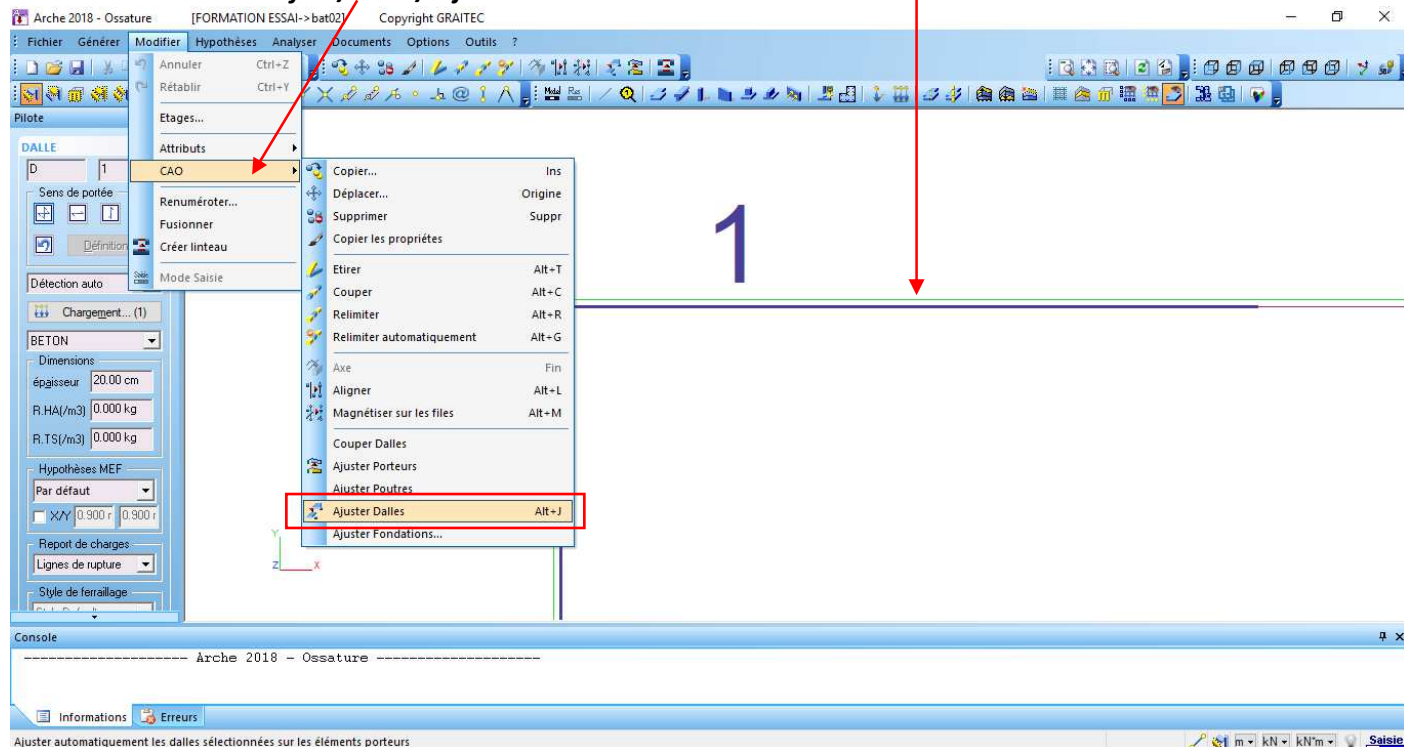 Arche 2018 - Ossature [FORMATION ESSAI->bat02] Copyright GRAITEC
Fichier Générer Modifier Hypothèses Analyser Documents Options Outils ?
Annuler Ctrl+Z
Rétablir Ctrl+Y
Etages...
Attributs
CAO
Renuméroter...
Fusionner
Créer linteau
Mode Saisie
Copier... Ins
Déplacer... Origine
Supprimer Suppr
Copier les propriétes
Etirer Alt+T
Couper Alt+C
Relimiter Alt+R
Relimiter automatiquement Alt+G
Axe Fin
Aligner Alt+L
Magnétiser sur les files Alt+M
Couper Dalles
Ajuster Porteurs
Ajuster Poutres
Ajuster Dalles Alt+J
Ajuster Fondations...
Pilote
DALLE
D 1
Sens de portée
Définition
Détection auto
Chargement... (1)
BETON
Dimensions
épaisseur 20.00 cm
R.HA(/m3) 0.000 kg
R.TS(/m3) 0.000 kg
Hypothèses MEF
Par défaut
X/Y 0.900 r 0.900 r
Report de charges
Lignes de rupture
Style de ferraillage
1
Y
Z X
Console
--------------------- Arche 2018 - Ossature ---------------------
Informations Erreurs
Ajuster automatiquement les dalles sélectionnées sur les éléments porteurs
m kN kN*m Saisie